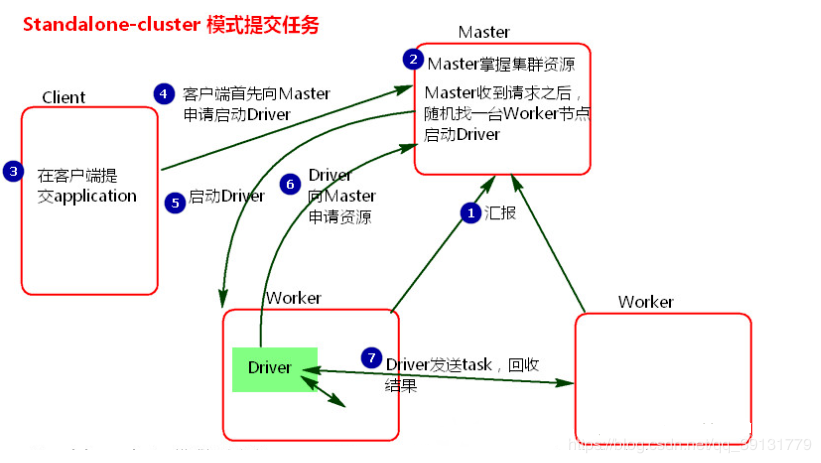 Standalone-cluster 模式提交任务
Master
2
Master掌握集群资源
Master收到请求之后，
随机找一台Worker节点
启动Driver
Client
4
客户端首先向Master
申请启动Driver
3
在客户端提
交application
5
启动Driver
6
Driver
向Master
申请资源
1
汇报
Worker
Worker
Driver
7
Driver发送task，回收
结果